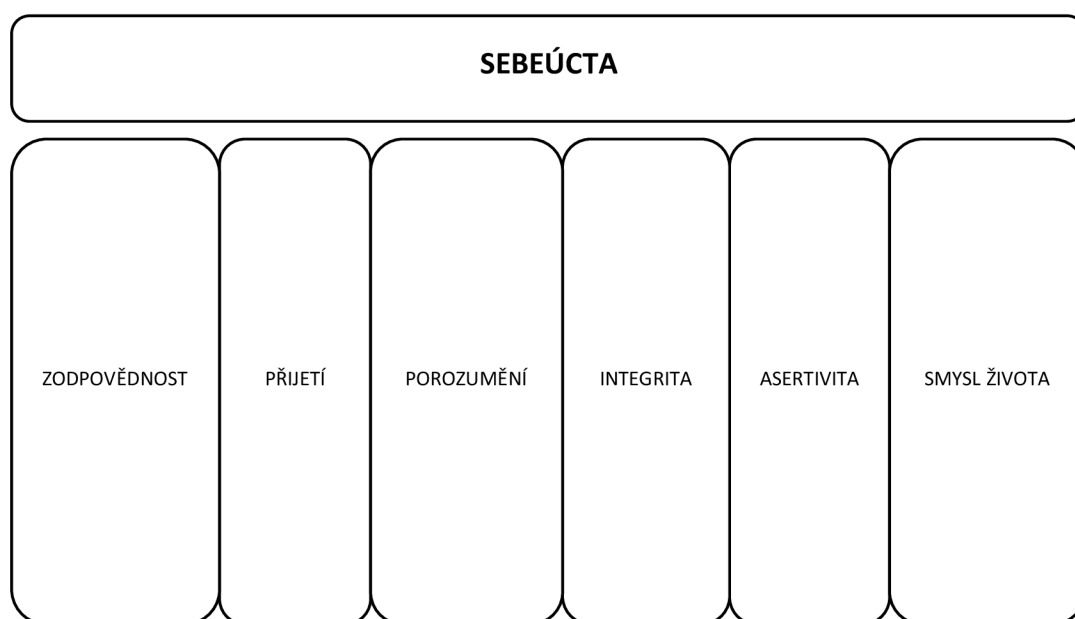 SEBEÚCTA
ZODPOVĚDNOST
PŘIJETÍ
POROZUMĚNÍ
INTEGRITA
ASERTIVITA
SMYSL ŽIVOTA